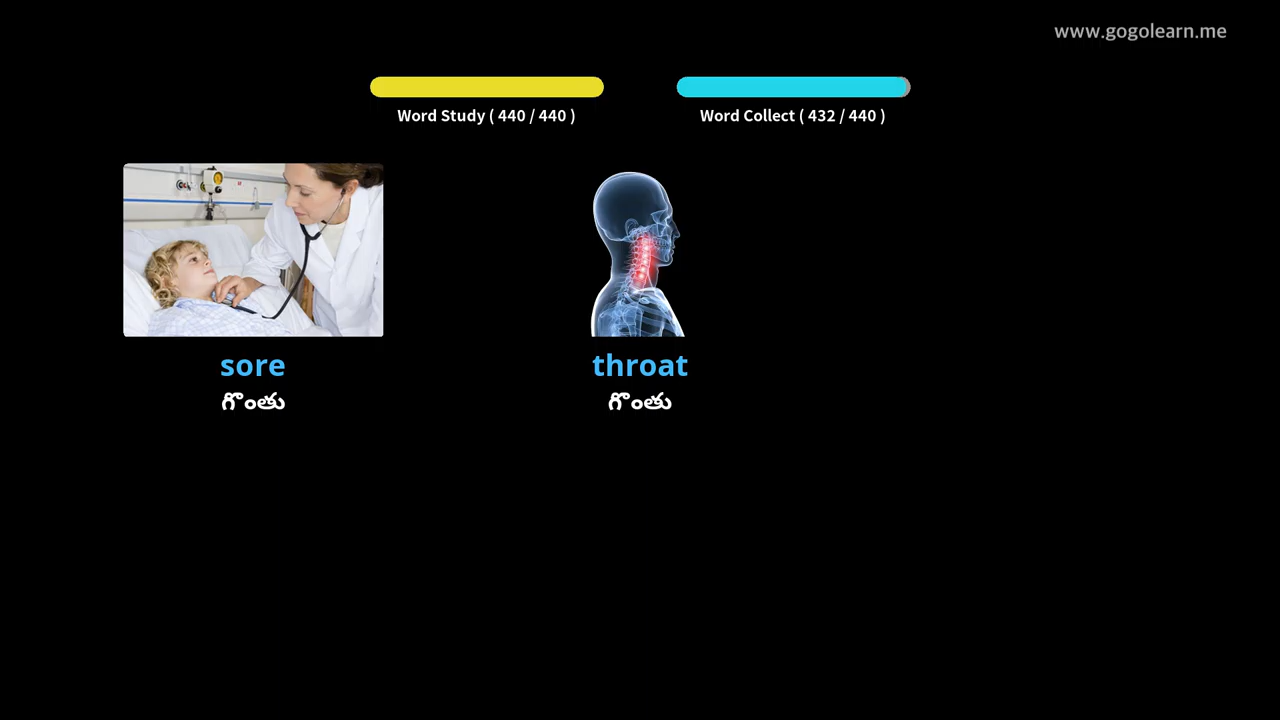 www.gogolearn.me
Word Study ( 440 / 440 )
Word Collect ( 432 / 440 )
sore
గొంతు
throat
గొంతు